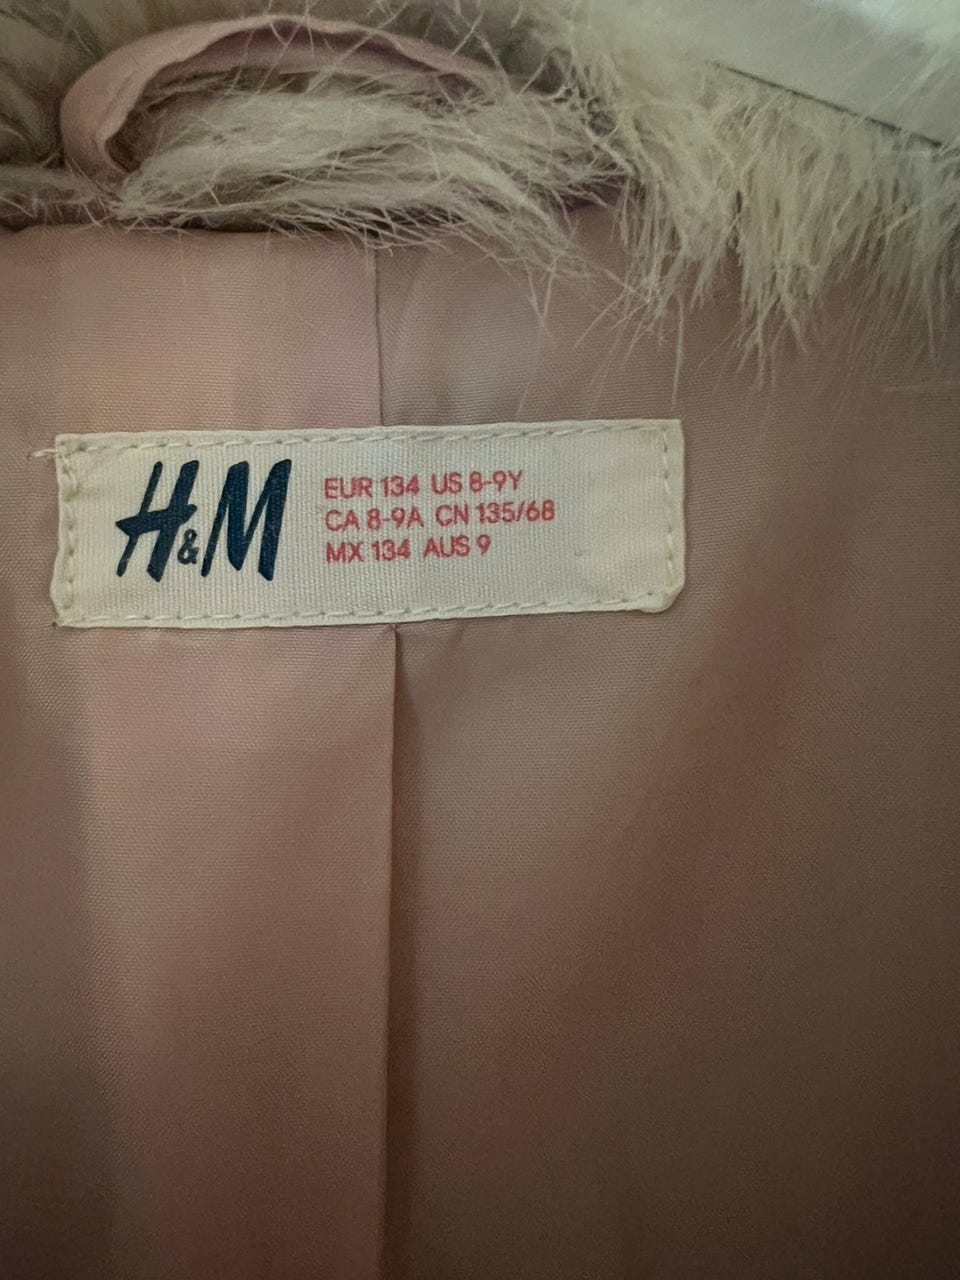 H&M
EUR 134 US 8-9Y
CA 8-9A CN 135/68
MX 134 AUS 9